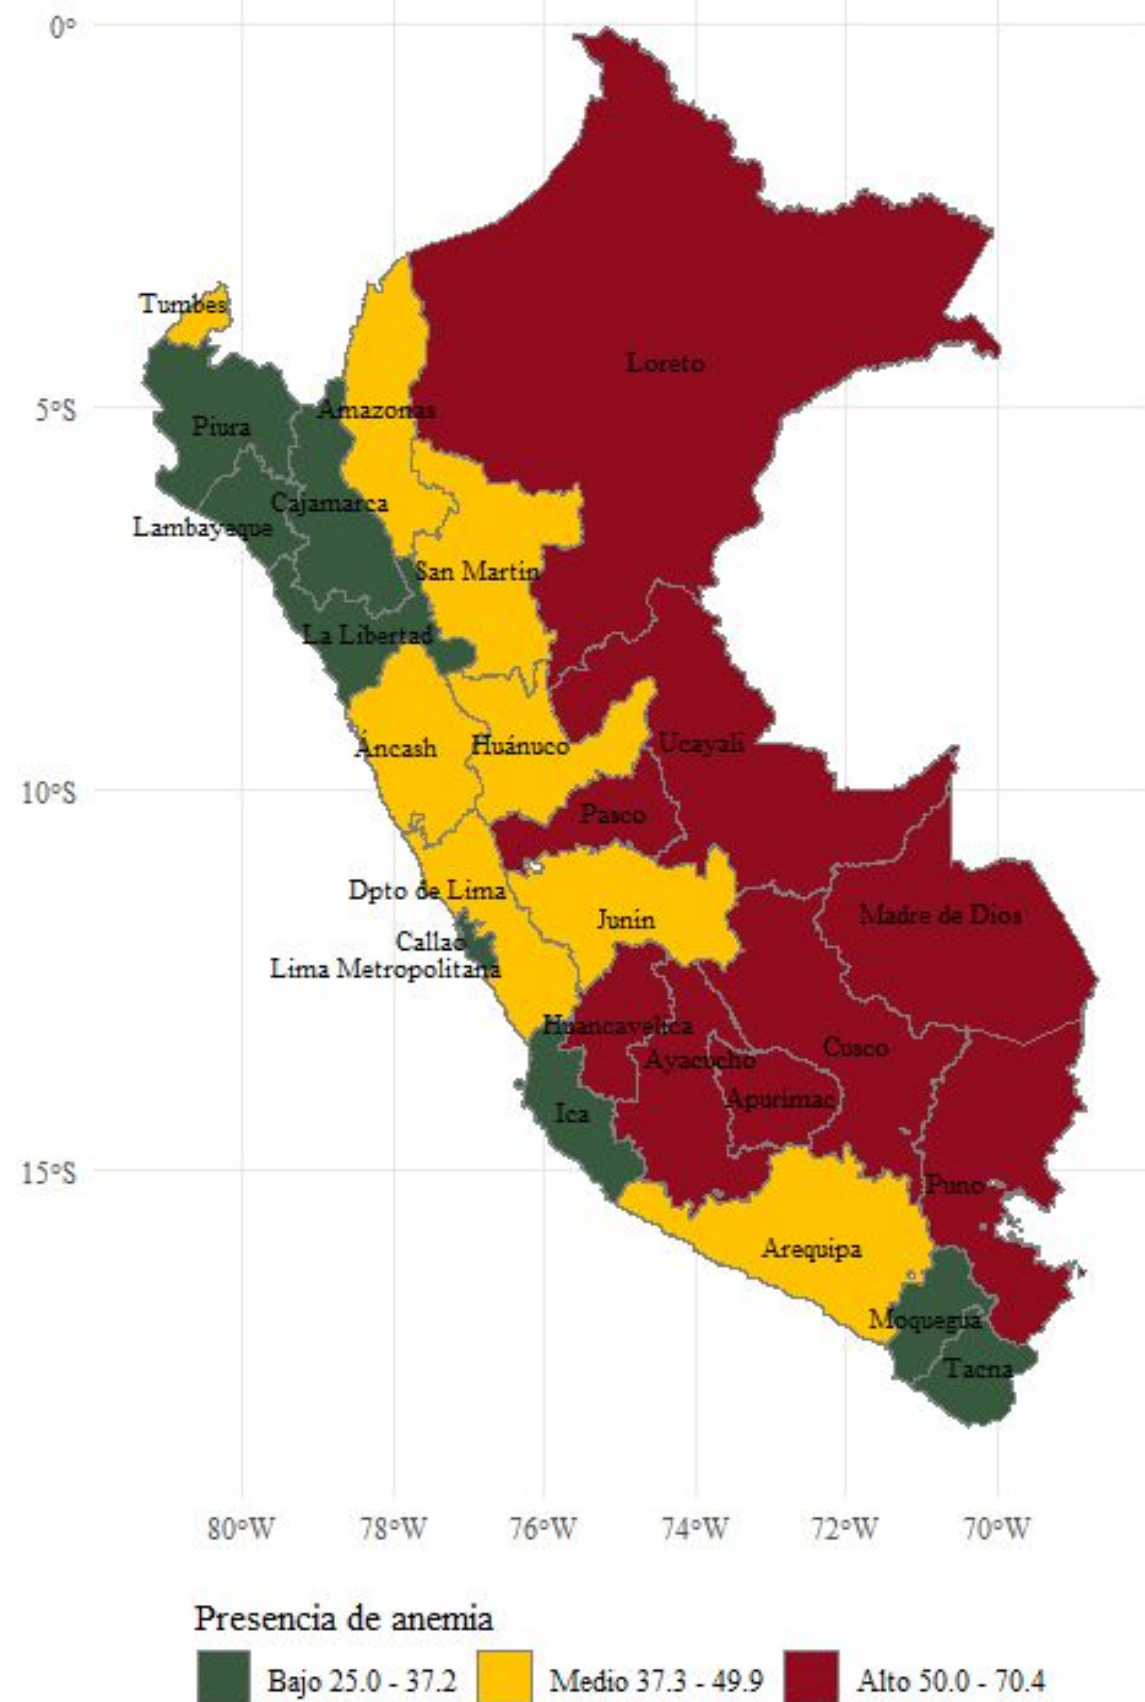 0°
Tumbes
Loreto
5°S
Amazonas
Piura
Cajamarca
Lambayeque
San Martin
La Libertad
Áncash
Huánuco
Ucayali
10°S
Pasco
Dpto de Lima
Junin
Madre de Dios
Callao
Lima Metropolitana
Huancavelica
Cusco
Ayacucho
Apurimac
Ica
15°S
Puno
Arequipa
Moquegua
Tacna
80°W 78°W 76°W 74°W 72°W 70°W
Presencia de anemia
Bajo 25.0 - 37.2 Medio 37.3 - 49.9 Alto 50.0 - 70.4